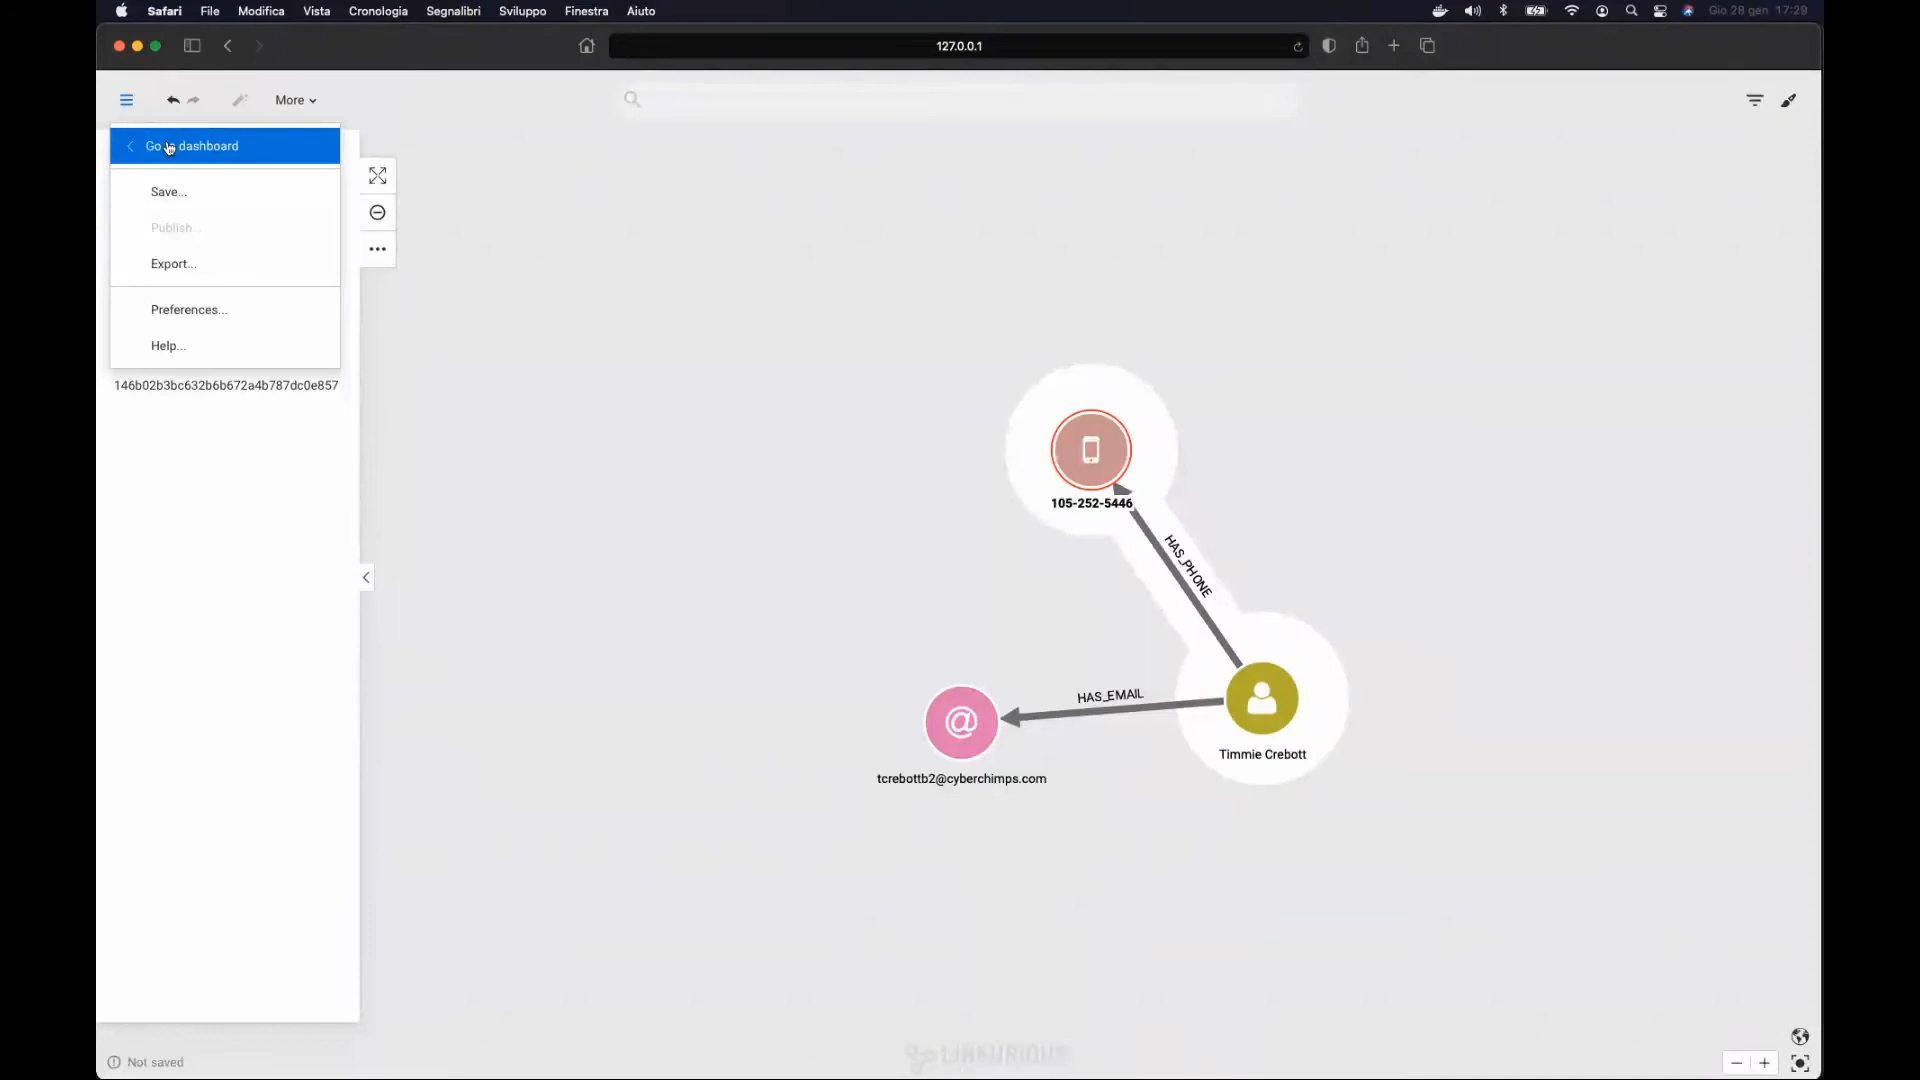 Safari File Modifica Vista Cronologia Segnalibri Sviluppo Finestra Aiuto Gio 28 gen 17:29
127.0.0.1
More
Go dashboard
Save...
Publish...
Export...
Preferences...
Help...
146b02b3bc632b6b672a4b787dc0e857
105-252-5446
HAS_PHONE
HAS_EMAIL
Timmie Crebott
tcrebottb2@cyberchimps.com
Not saved
LINKURIOUS